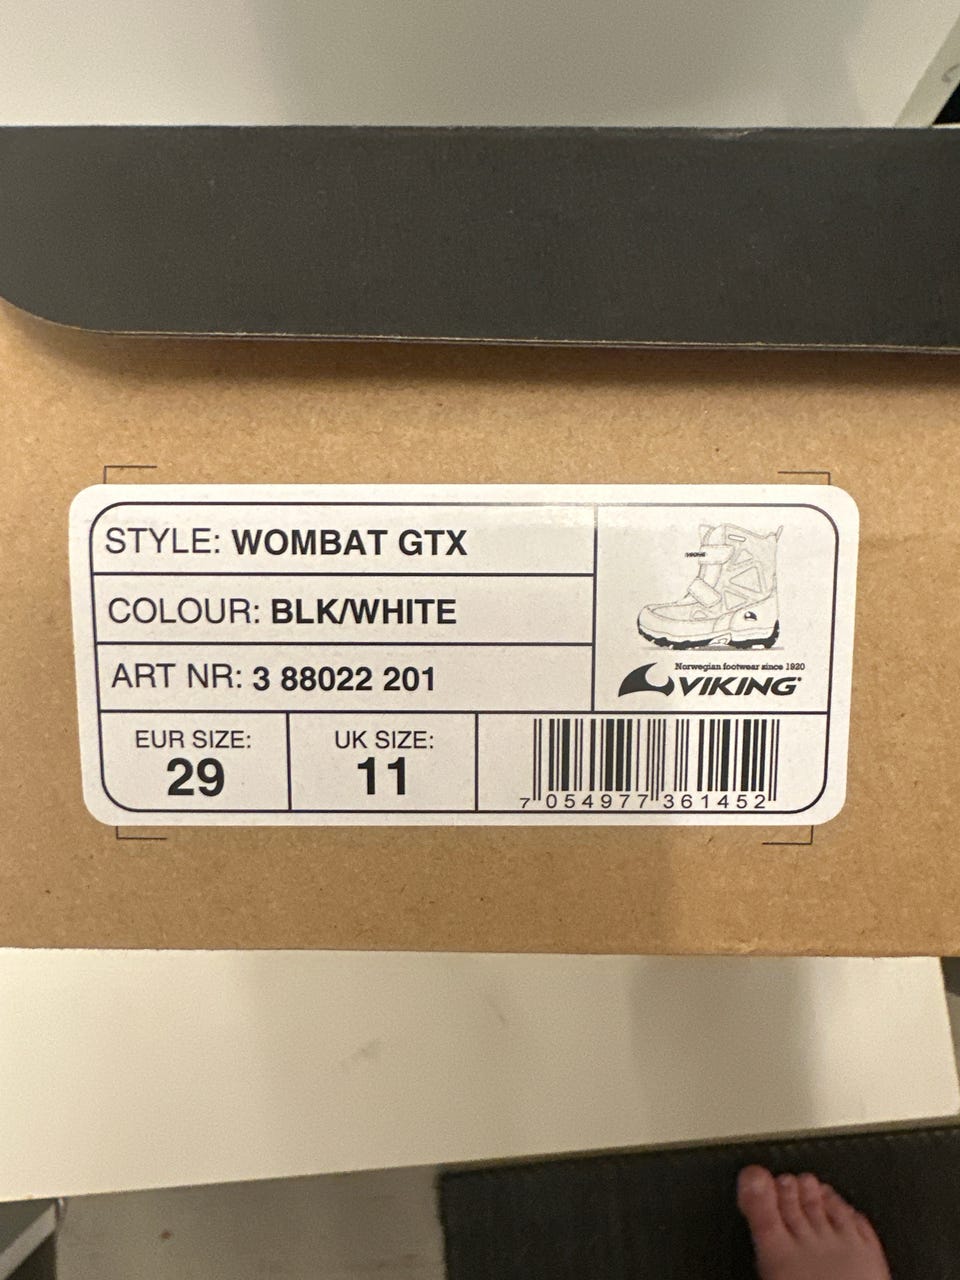 STYLE: WOMBAT GTX
COLOUR: BLK/WHITE
ART NR: 3 88022 201
VIKING
Norwegian footwear since 1920
VIKING®
EUR SIZE:
29
UK SIZE:
11
7 054977 361452